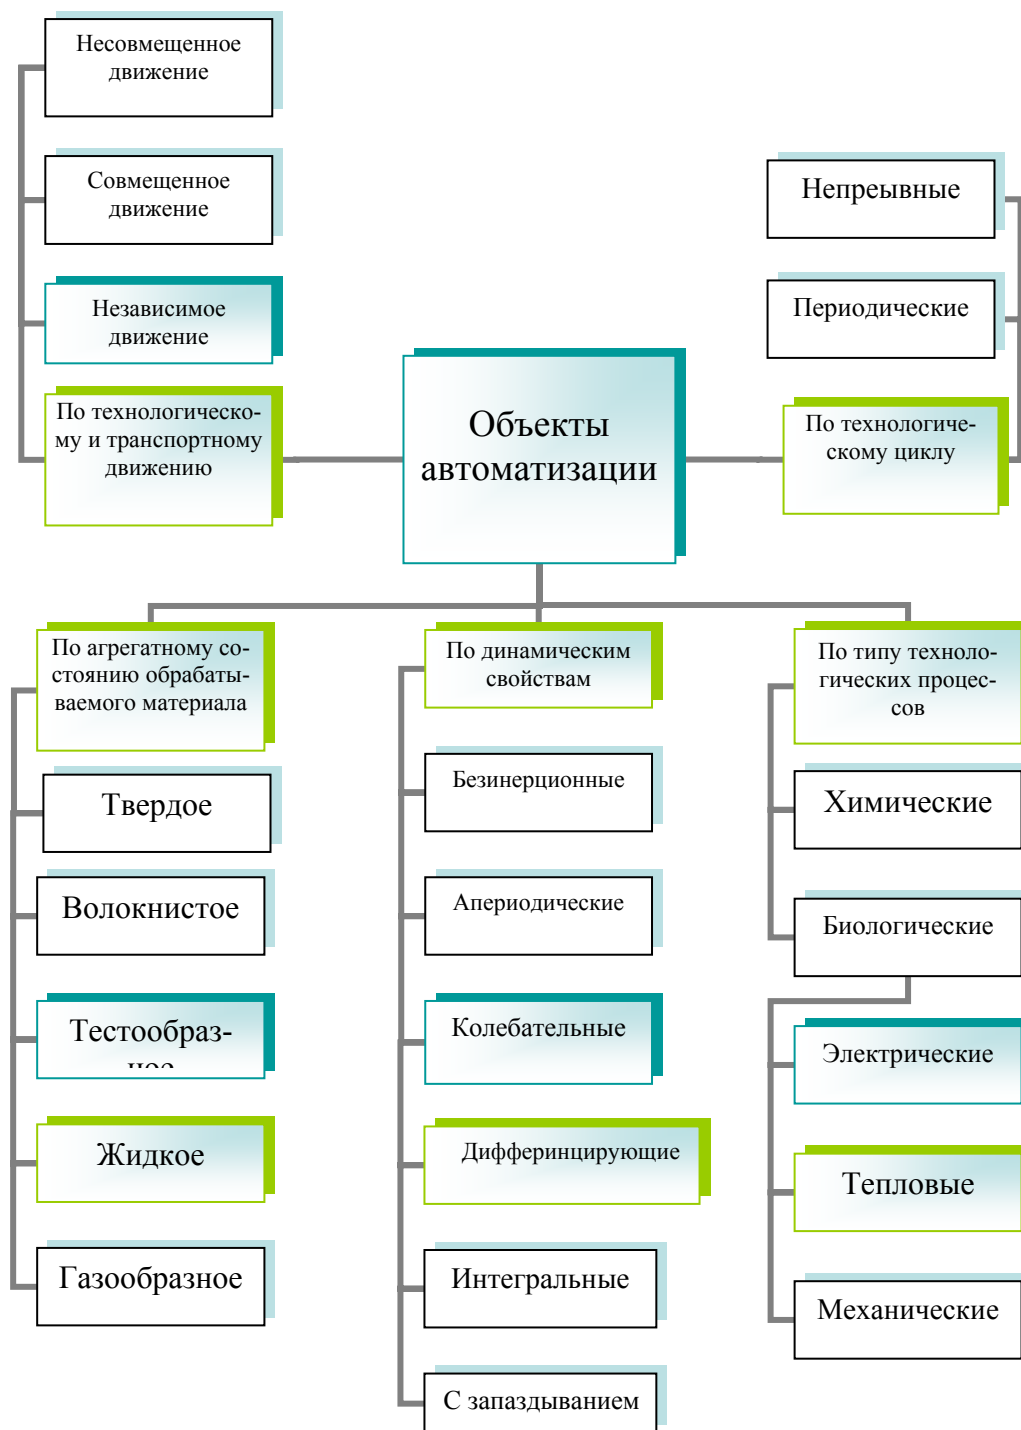 Несовмещенное
движение
Совмещенное
движение
Независимое
движение
По технологическо-
му и транспортному
движению
Объекты
автоматизации
Непреывные
Периодические
По технологиче-
скому циклу
По агрегатному со-
стоянию обрабаты-
ваемого материала
Твердое
Волокнистое
Тестообраз-
ное
Жидкое
Газообразное
По динамическим
свойствам
Безинерционные
Апериодические
Колебательные
Дифферинцирующие
Интегральные
С запаздыванием
По типу техноло-
гических процес-
сов
Химические
Биологические
Электрические
Тепловые
Механические